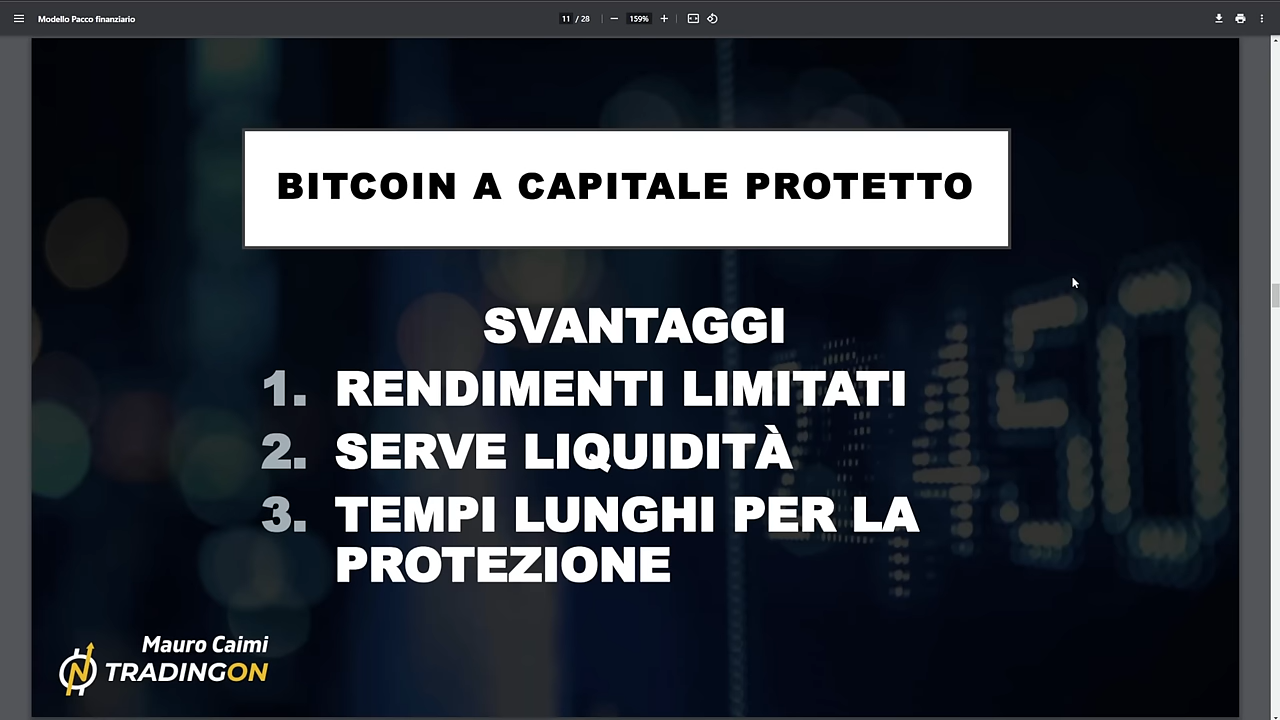 Modello Pacco finanziario
11 / 28
159%
BITCOIN A CAPITALE PROTETTO
SVANTAGGI
1. RENDIMENTI LIMITATI
2. SERVE LIQUIDITÀ
3. TEMPI LUNGHI PER LA
PROTEZIONE
450
Mauro Caimi
TRADINGON